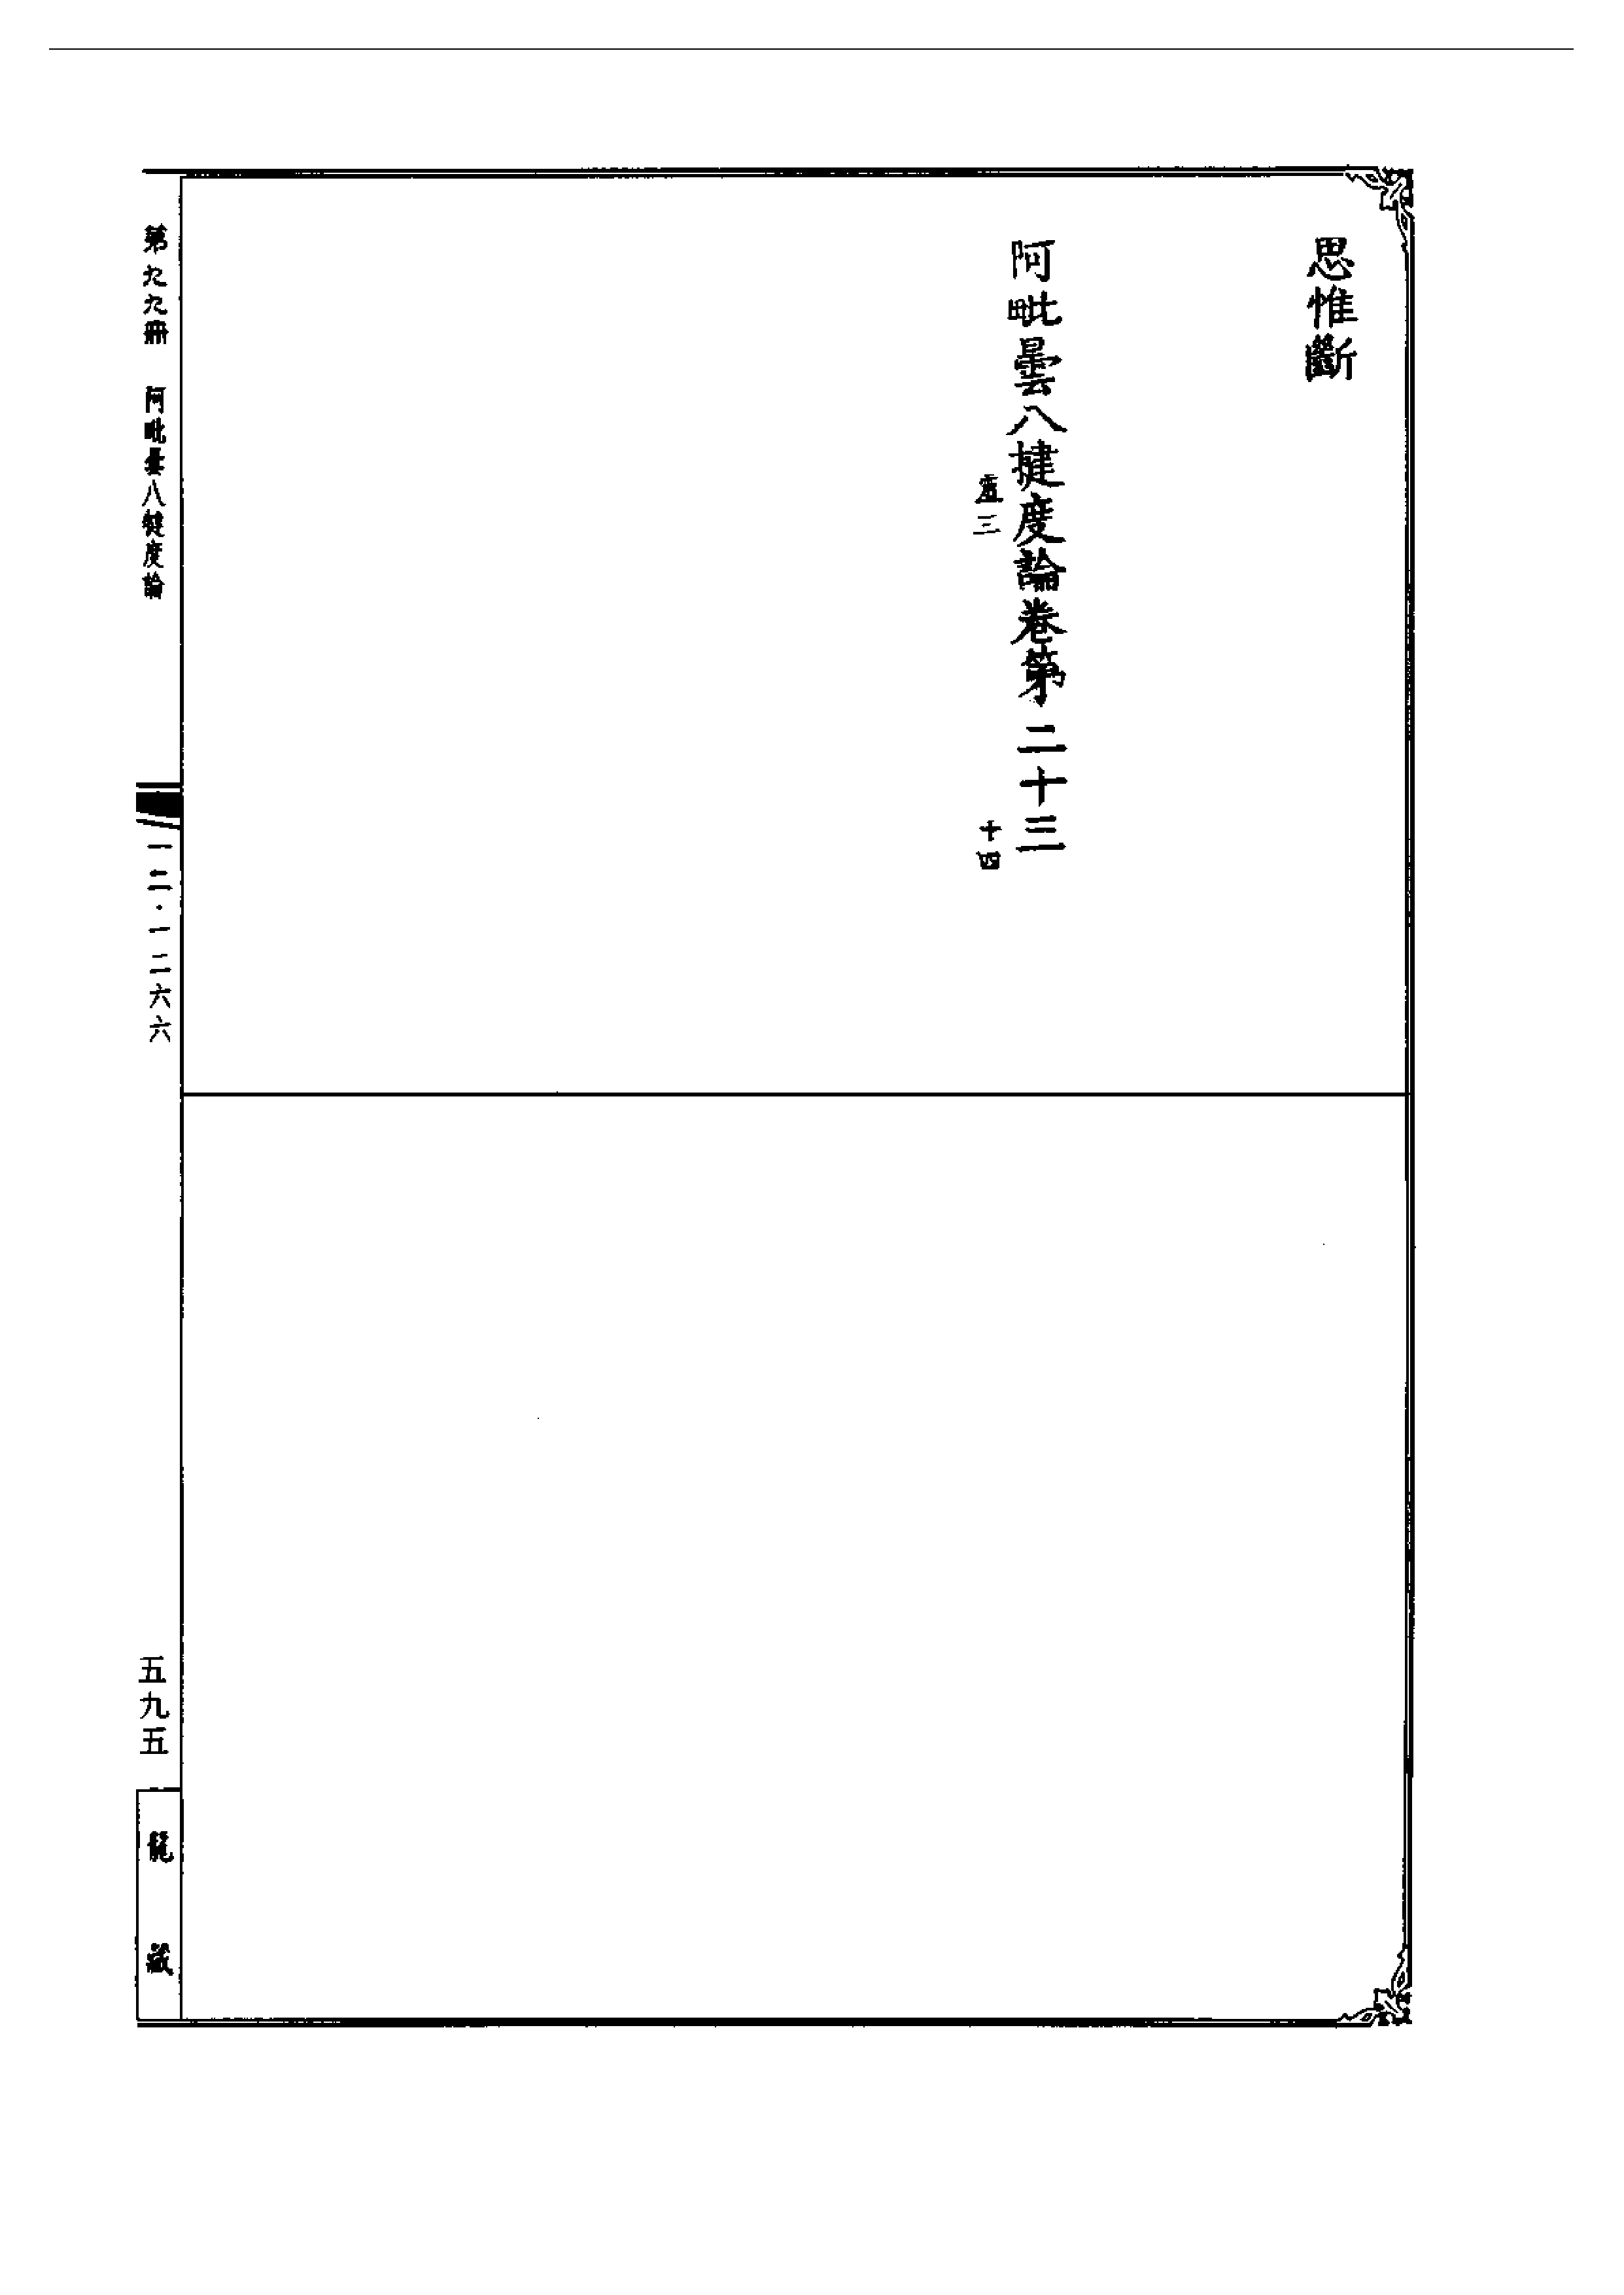 思惟斷
阿毗曇八揵度論卷第二十三
三
十四
第九九冊　阿毗曇八犍度論
一二·一二六六
五九五
龍藏